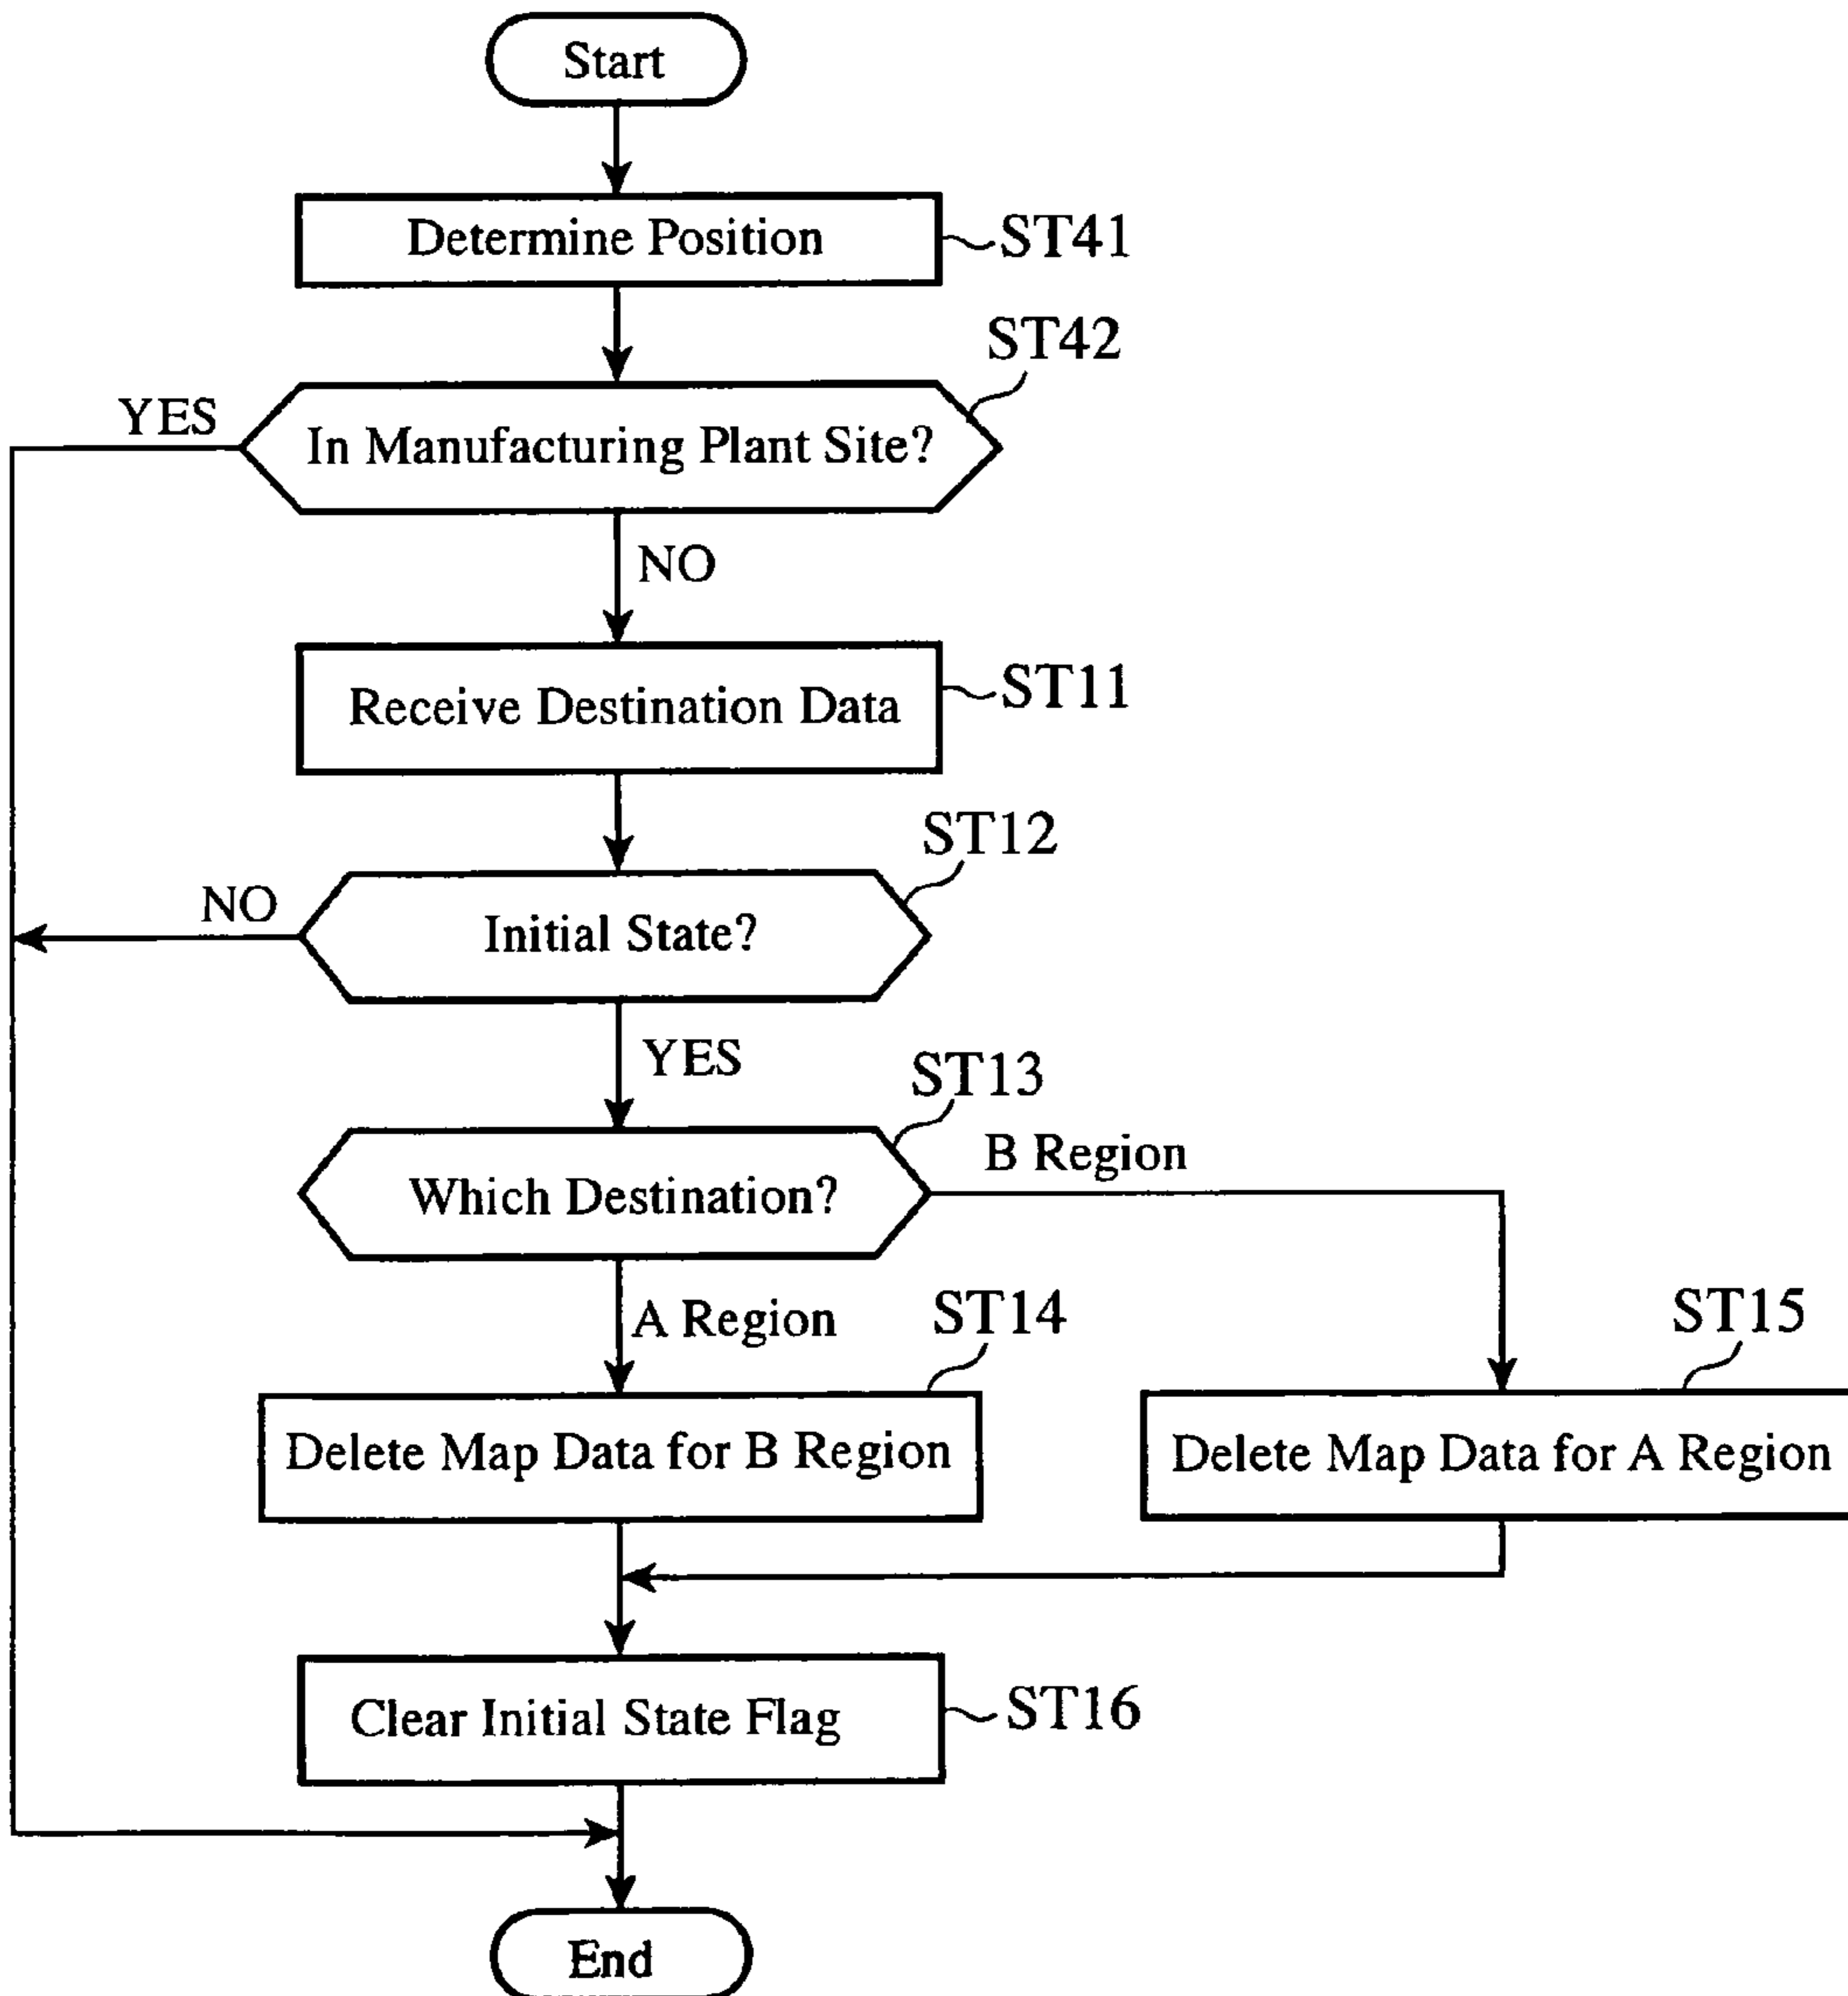 Start
Determine Position
ST41
ST42
YES
In Manufacturing Plant Site?
NO
Receive Destination Data
ST11
ST12
NO
Initial State?
YES
ST13
B Region
Which Destination?
A Region
ST14
ST15
Delete Map Data for B Region
Delete Map Data for A Region
Clear Initial State Flag
ST16
End